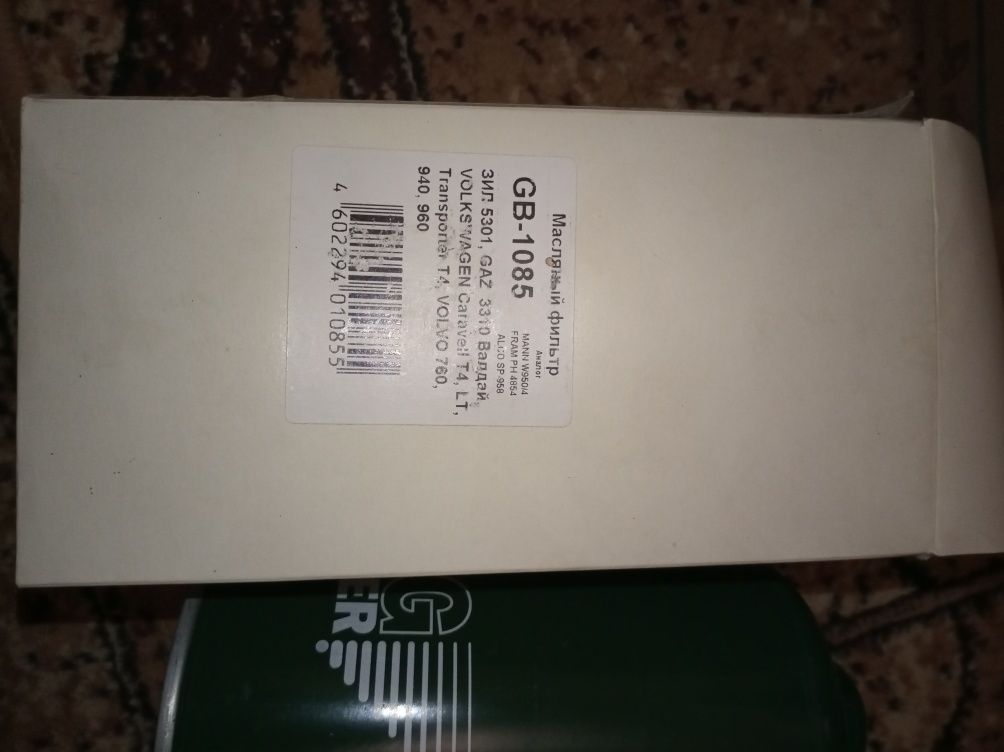 Масляный фильтр
GB-1085
Аналог
MANN W950/4
FRAM PH 4854
ALCO SP-958
ЗИЛ 5301, GAZ 3310 Валдай,
VOLKSWAGEN Caravell T4, LT,
Transporter T4, VOLVO 760,
940, 960
4 602294 010855
G
ER